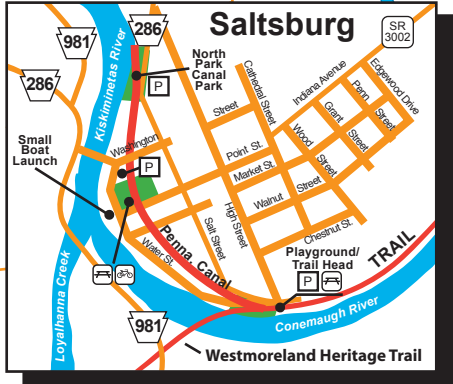 Saltsburg
286
981
SR
3002
286
Kiskiminetas River
North
Park
Canal
Park
P
Cathedral Street
Indiana Avenue
Edgewood Drive
Penn
Street
Grant
Street
Wood
Street
Street
Small
Boat
Launch
Washington
P
Point St.
Market St.
Walnut Street
High Street
Salt Street
Chestnut St.
Water St.
Penna. Canal
Playground/
Trail Head
P
TRAIL
Conemaugh River
Loyalhanna Creek
981
Westmoreland Heritage Trail